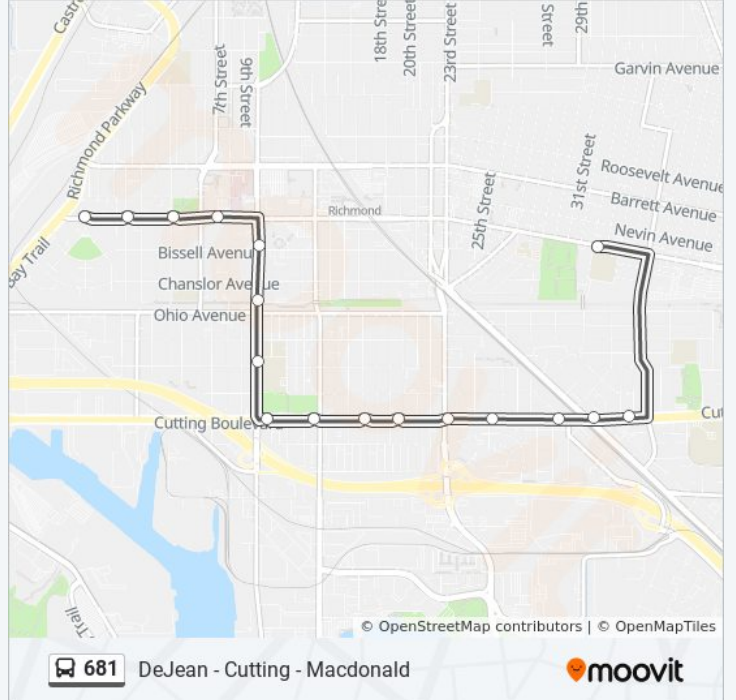 Castro
18th Street
20th Street
23rd Street
Street
29th
Garvin Avenue
7th Street
9th Street
Richmond Parkway
31st Street
Roosevelt Avenue
25th Street
Barrett Avenue
Richmond
Nevin Avenue
Bay Trail
Bissell Avenu
Chanslor Avenue
Ohio Avenue
Cutting Boulevard
Cut
Trail
© OpenStreetMap contributors | © OpenMapTiles
681 DeJean - Cutting - Macdonald moovit